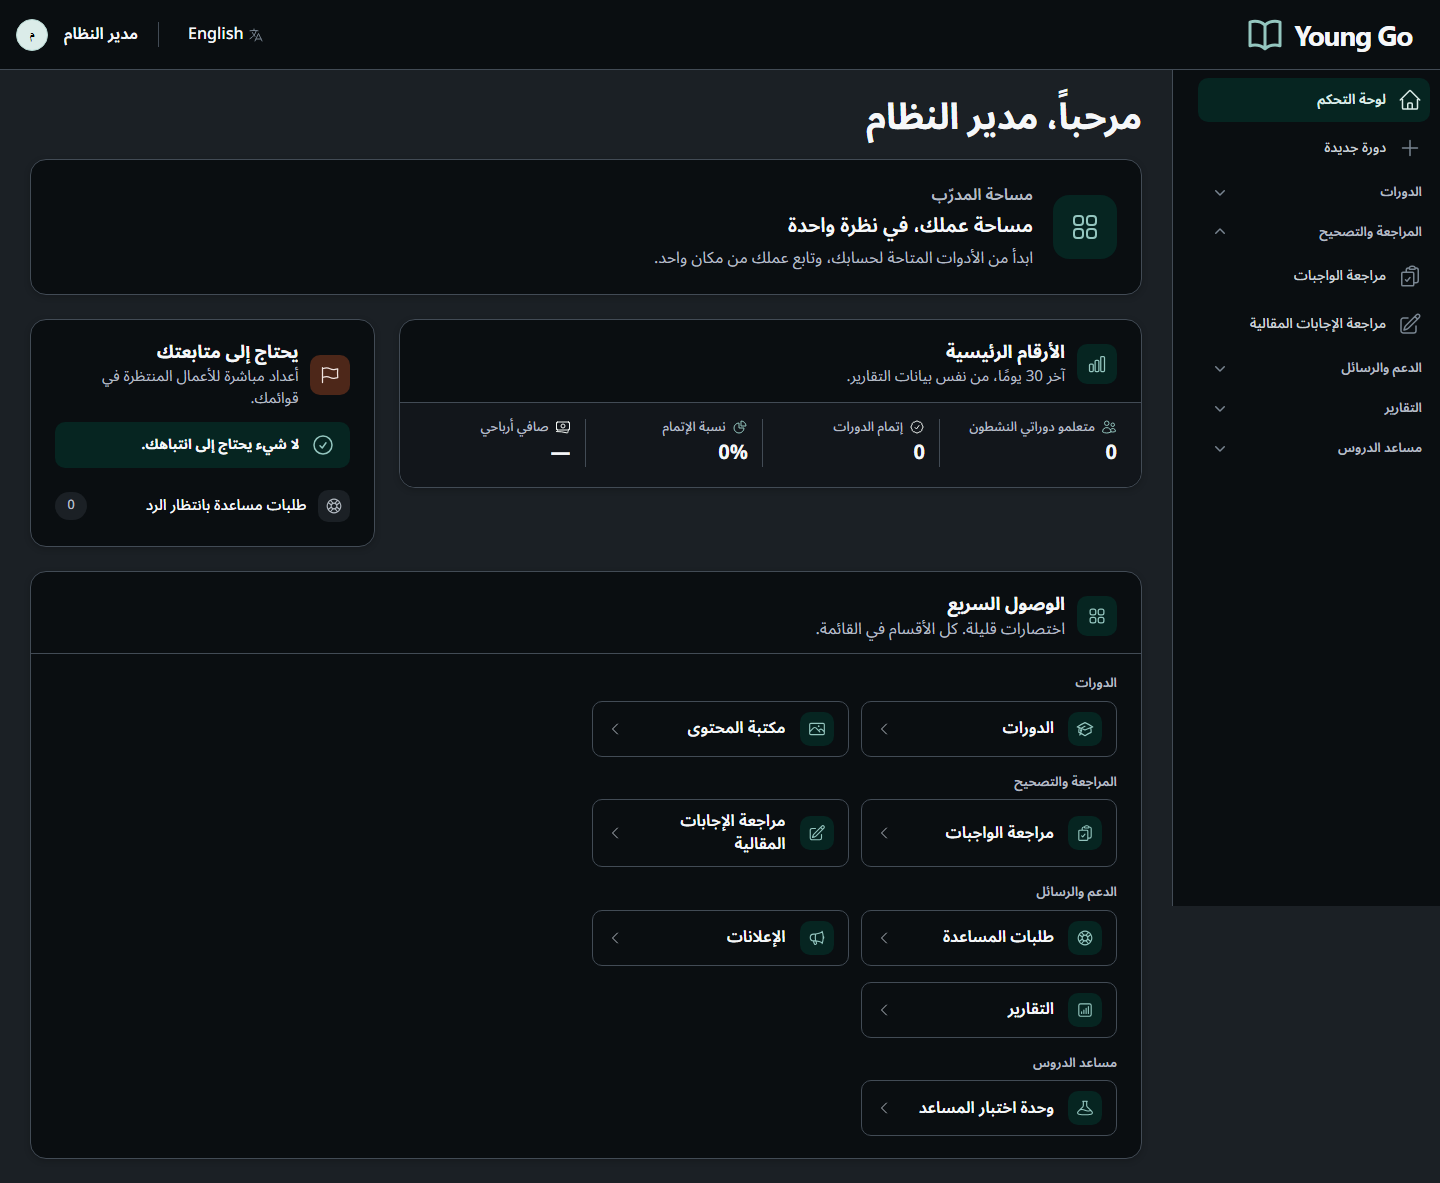 Young Go
English
مدير النظام
م
لوحة التحكم
دورة جديدة
الدورات
المراجعة والتصحيح
مراجعة الواجبات
مراجعة الإجابات المقالية
الدعم والرسائل
التقارير
مساعد الدروس
مرحباً، مدير النظام
مساحة المدرّب
مساحة عملك، في نظرة واحدة
ابدأ من الأدوات المتاحة لحسابك، وتابع عملك من مكان واحد.
الأرقام الرئيسية
آخر 30 يومًا، من نفس بيانات التقارير.
متعلمو دوراتي النشطون
0
إتمام الدورات
0
نسبة الإتمام
0%
صافي أرباحي
—
يحتاج إلى متابعتك
أعداد مباشرة للأعمال المنتظرة في
قوائمك.
لا شيء يحتاج إلى انتباهك.
طلبات مساعدة بانتظار الرد
0
الوصول السريع
اختصارات قليلة. كل الأقسام في القائمة.
الدورات
الدورات
مكتبة المحتوى
المراجعة والتصحيح
مراجعة الواجبات
مراجعة الإجابات
المقالية
الدعم والرسائل
طلبات المساعدة
الإعلانات
التقارير
مساعد الدروس
وحدة اختبار المساعد